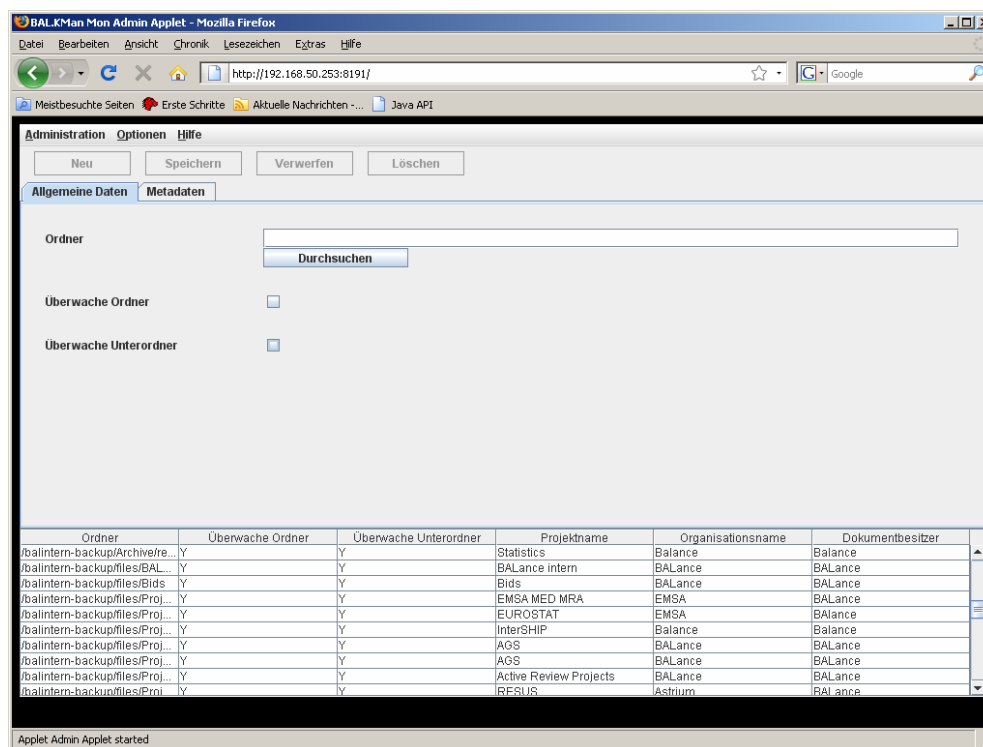 BAL.KMan Mon Admin Applet - Mozilla Firefox
Datei Bearbeiten Ansicht Chronik Lesezeichen Extras Hilfe
http://192.168.50.253:8191/ Google
Meistbesuchte Seiten Erste Schritte Aktuelle Nachrichten -... Java API
Administration Optionen Hilfe
Neu Speichern Verwerfen Löschen
Allgemeine Daten Metadaten
Ordner
Durchsuchen
Überwache Ordner
Überwache Unterordner
Ordner Überwache Ordner Überwache Unterordner Projektname Organisationsname Dokumentbesitzer
/balintern-backup/Archive/re... Y Y Statistics Balance Balance
/balintern-backup/files/BAL... Y Y BALance intern BALance BALance
/balintern-backup/files/Bids Y Y Bids BALance BALance
/balintern-backup/files/Proj... Y Y EMSA MED MRA EMSA BALance
/balintern-backup/files/Proj... Y Y EUROSTAT EMSA BAlance
/balintern-backup/files/Proj... Y Y InterSHIP Balance Balance
/balintern-backup/files/Proj... Y Y AGS BALance BALance
/balintern-backup/files/Proj... Y Y AGS BALance BALance
/balintern-backup/files/Proj... Y Y Active Review Projects BALance BALance
/balintern-backup/files/Proj... Y Y RESUS Astrium BALance
Applet Admin Applet started